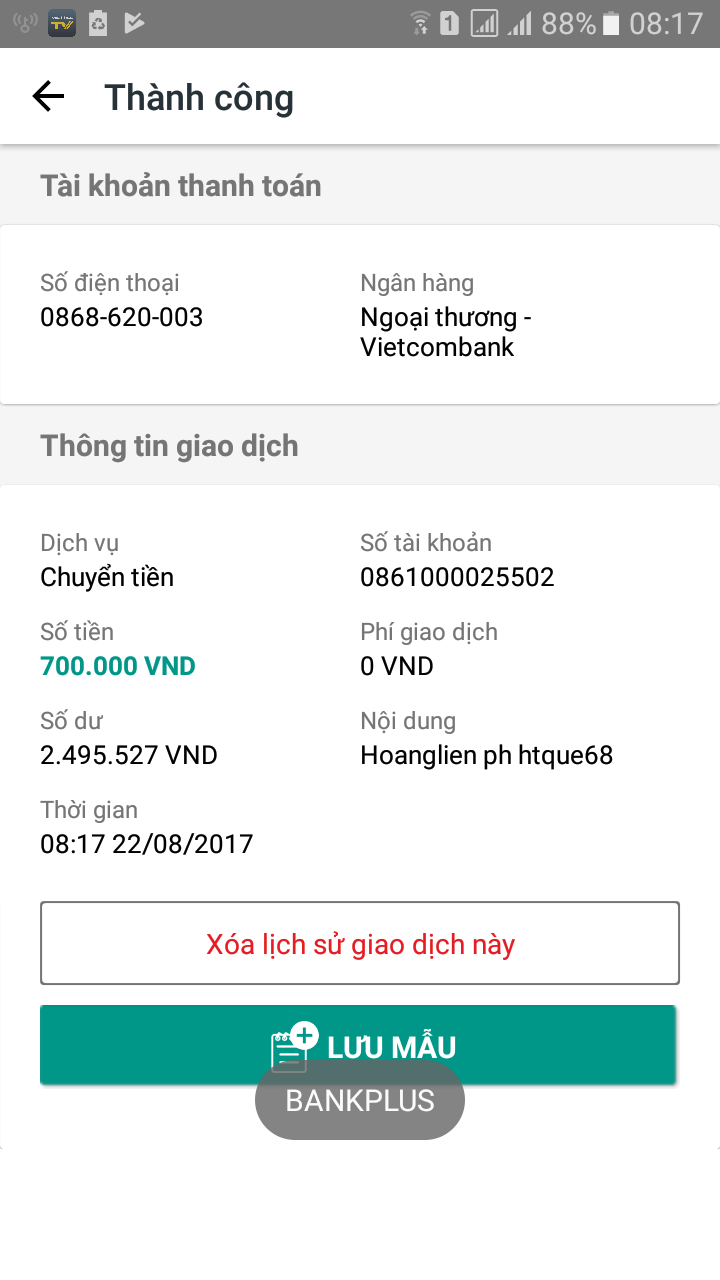 88% 08:17
Thành công
Tài khoản thanh toán
Số điện thoại
0868-620-003
Ngân hàng
Ngoại thương -
Vietcombank
Thông tin giao dịch
Dịch vụ
Chuyển tiền
Số tài khoản
0861000025502
Số tiền
700.000 VND
Phí giao dịch
0 VND
Số dư
2.495.527 VND
Nội dung
Hoanglien ph htque68
Thời gian
08:17 22/08/2017
Xóa lịch sử giao dịch này
LƯU MẪU
BANKPLUS